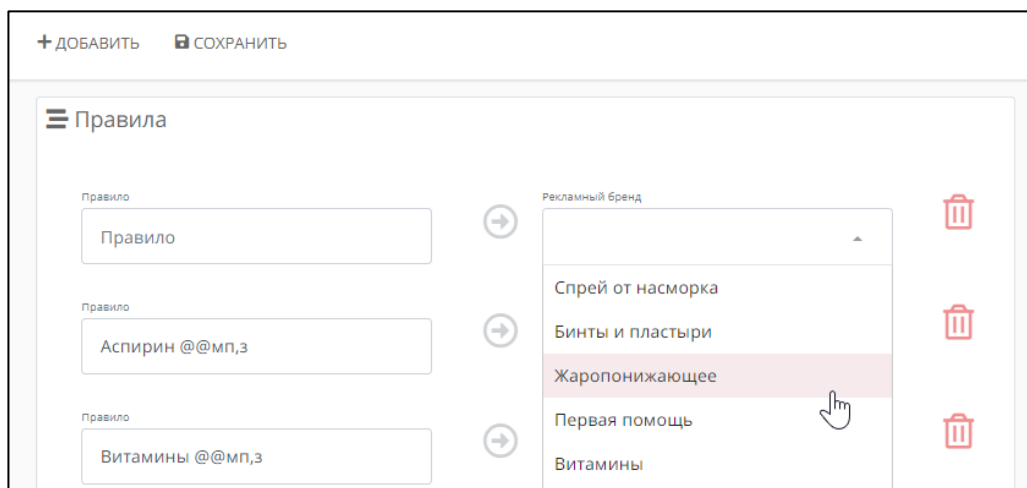 ДОБАВИТЬ СОХРАНИТЬ
Правила
Правило Рекламный бренд
Правило
Спрей от насморка
Правило
Аспирин @@мп,з
Бинты и пластыри
Жаропонижающее
Правило
Первая помощь
Витамины @@мп,з
Витамины